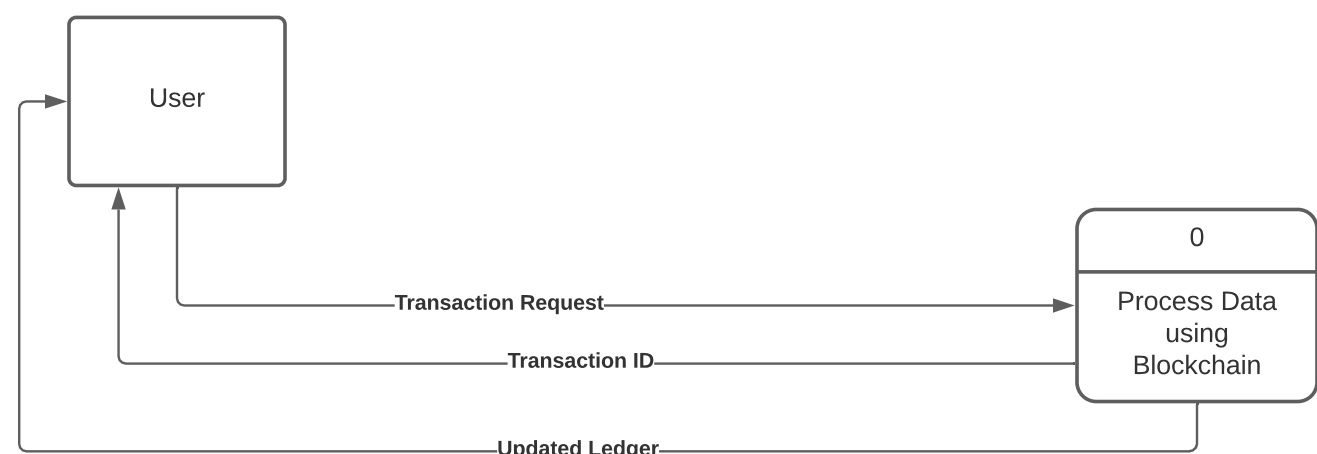 User
0
Process Data
using
Blockchain
Transaction Request
Transaction ID
Updated Ledger